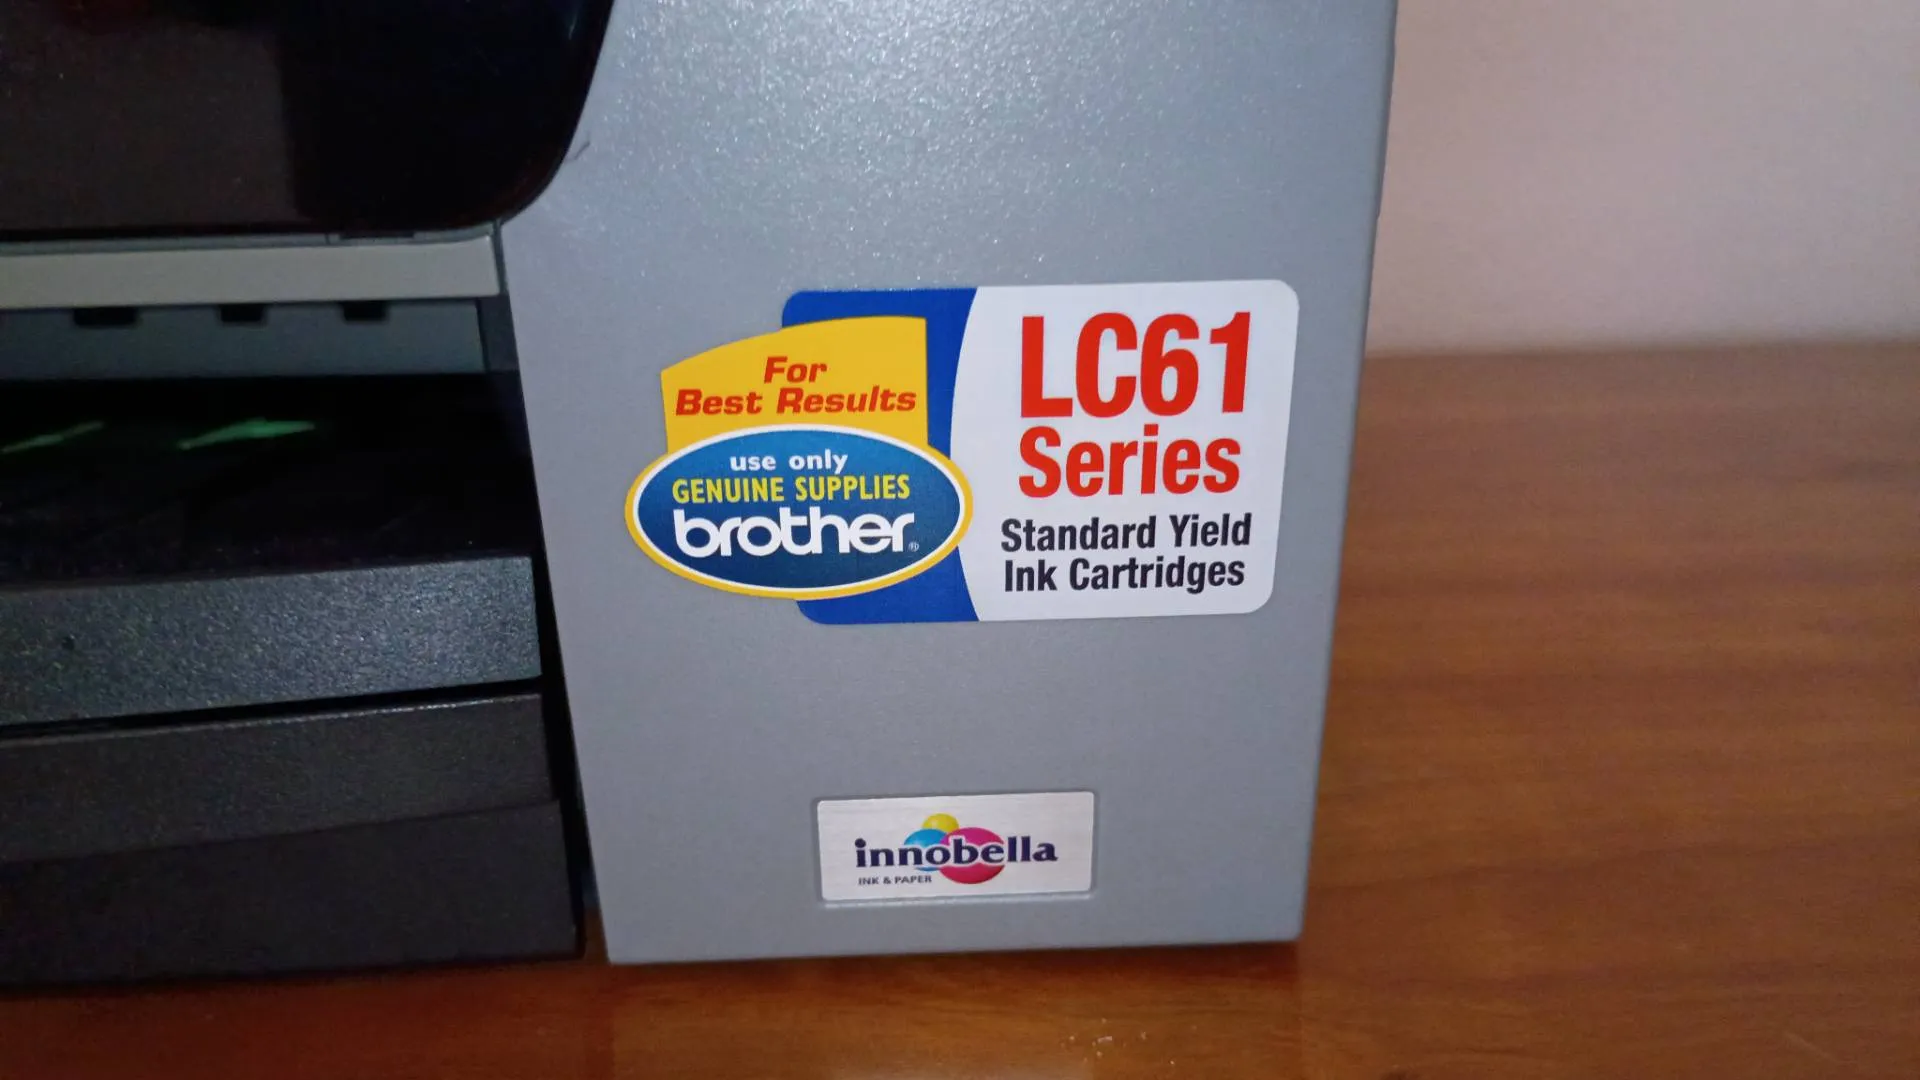 For
Best Results
use only
GENUINE SUPPLIES
brother®
LC61
Series
Standard Yield
Ink Cartridges
innobella
INK & PAPER